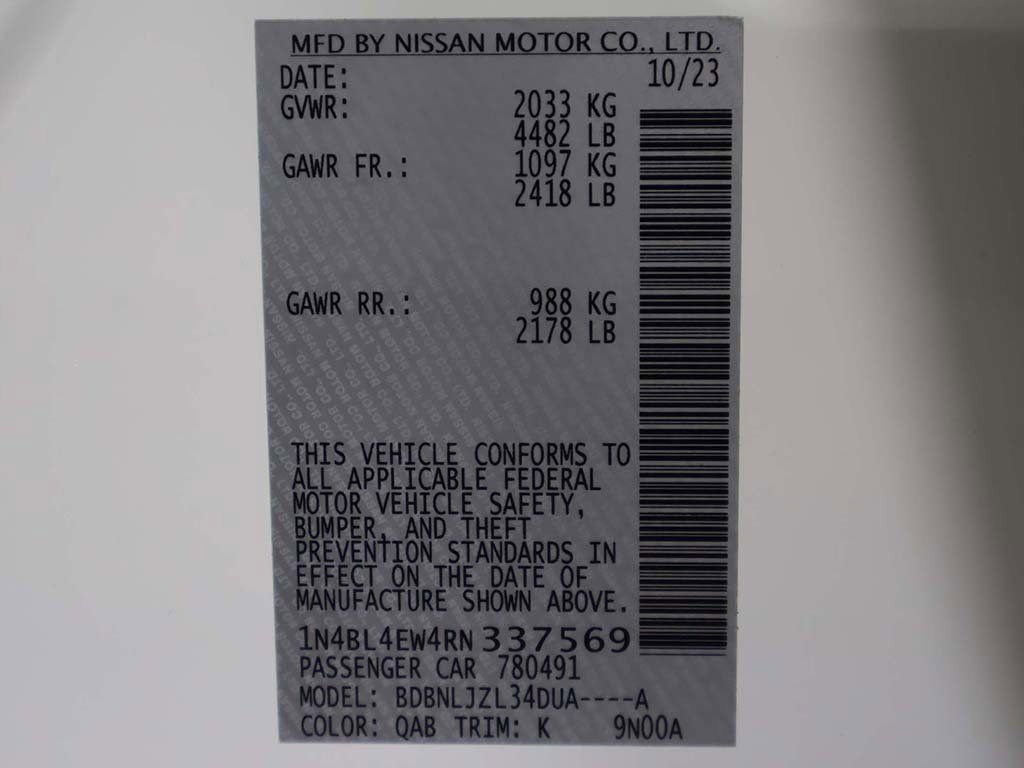 MFD BY NISSAN MOTOR CO., LTD.
DATE: 10/23
GVWR: 2033 KG
4482 LB
GAWR FR.: 1097 KG
2418 LB
GAWR RR.: 988 KG
2178 LB
THIS VEHICLE CONFORMS TO
ALL APPLICABLE FEDERAL
MOTOR VEHICLE SAFETY,
BUMPER, AND THEFT
PREVENTION STANDARDS IN
EFFECT ON THE DATE OF
MANUFACTURE SHOWN ABOVE.
1N4BL4EW4RN337569
PASSENGER CAR 780491
MODEL: BDBNLJZL34DUA----A
COLOR: QAB TRIM: K 9N00A